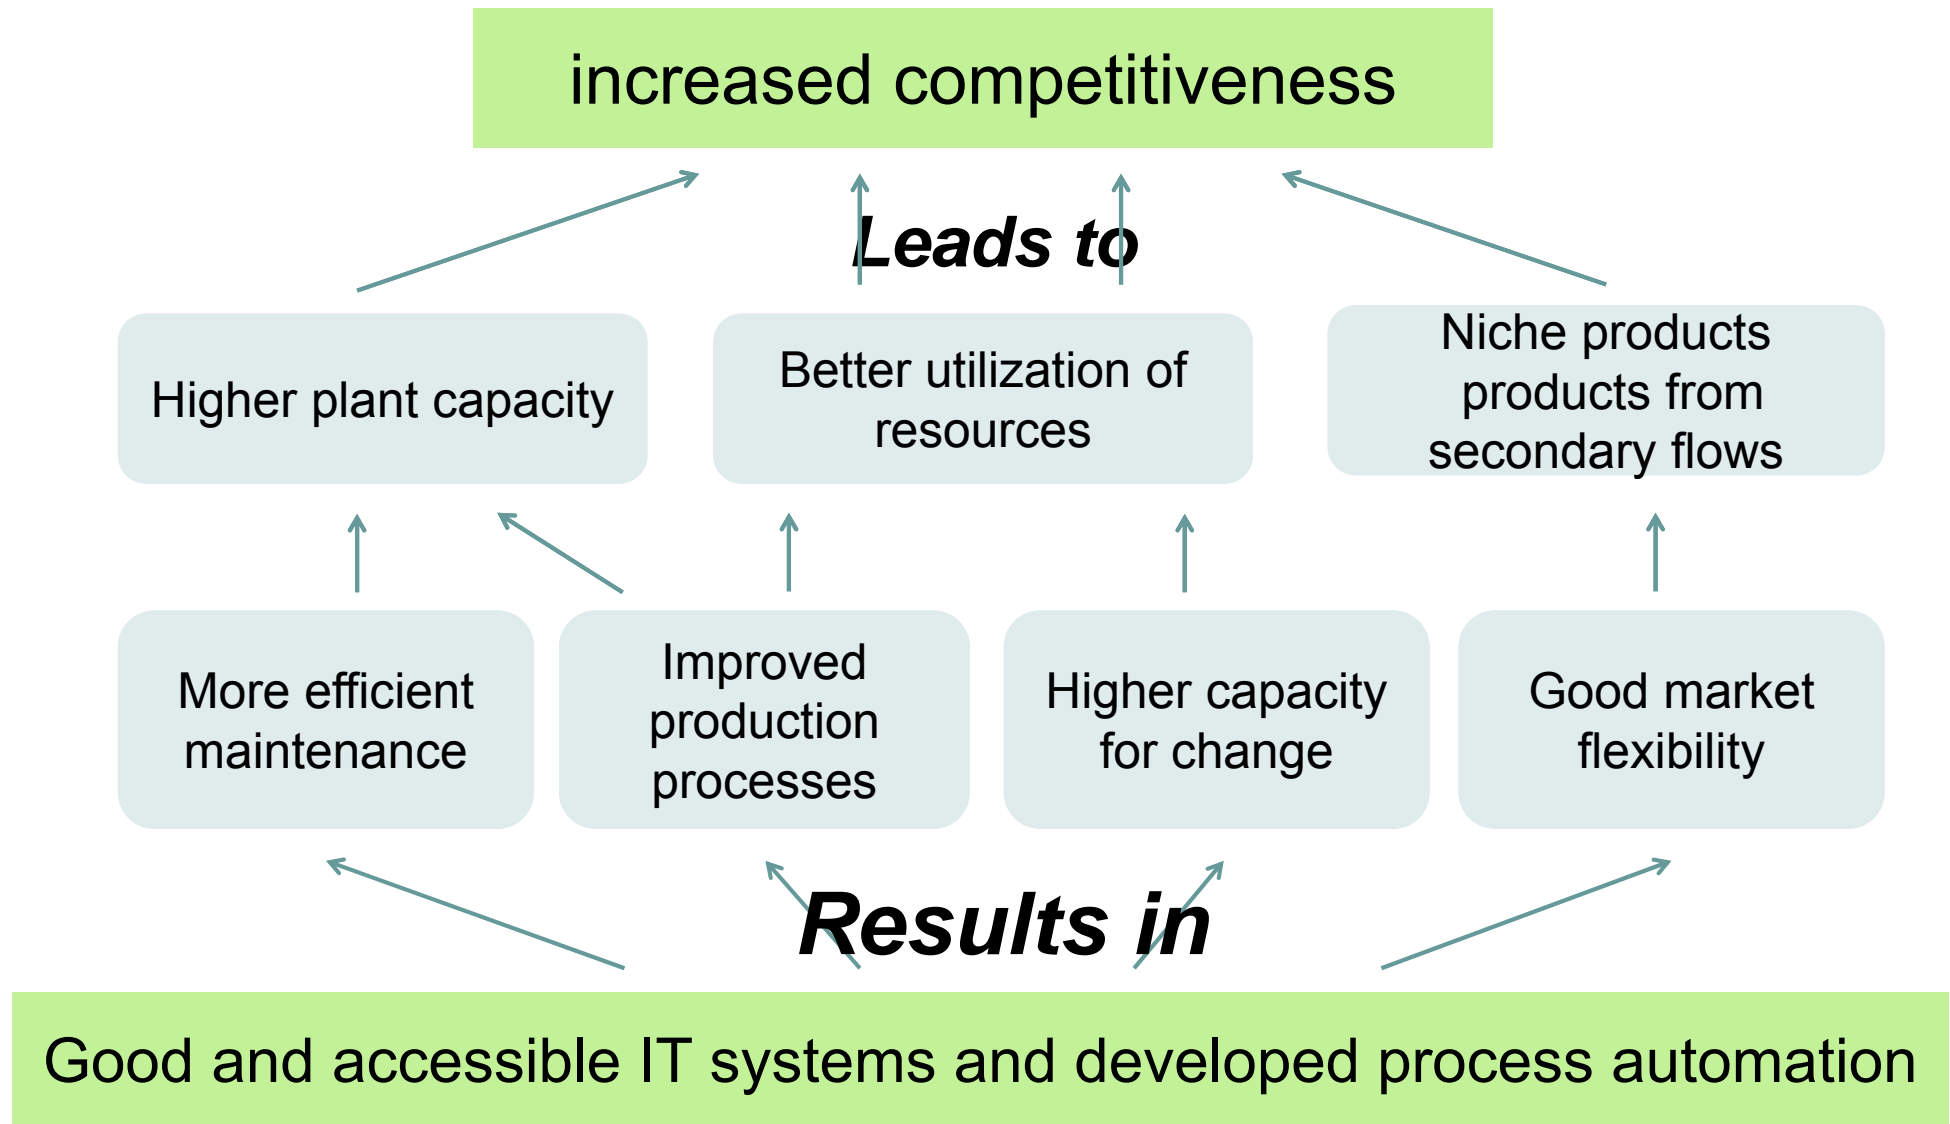 increased competitiveness
Leads to
Higher plant capacity
Better utilization of
resources
Niche products
products from
secondary flows
More efficient
maintenance
Improved
production
processes
Higher capacity
for change
Good market
flexibility
Results in
Good and accessible IT systems and developed process automation